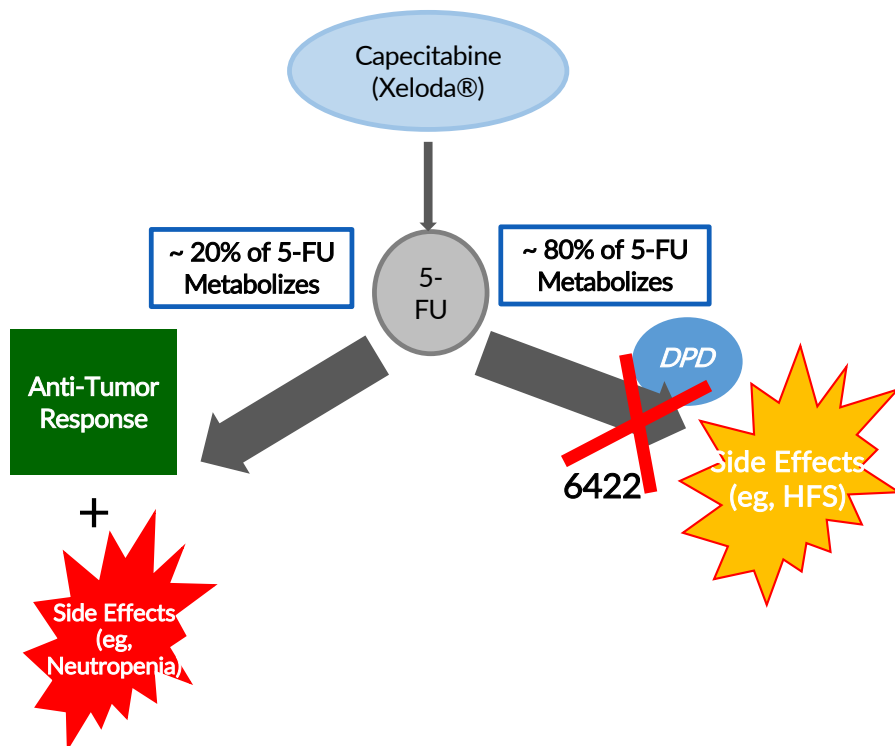 Capecitabine
(Xeloda®)
~ 20% of 5-FU
Metabolizes
~ 80% of 5-FU
Metabolizes
5-
FU
DPD
Anti-Tumor
Response
Side Effects
(eg, HFS)
6422
+
Side Effects
(eg,
Neutropenia)